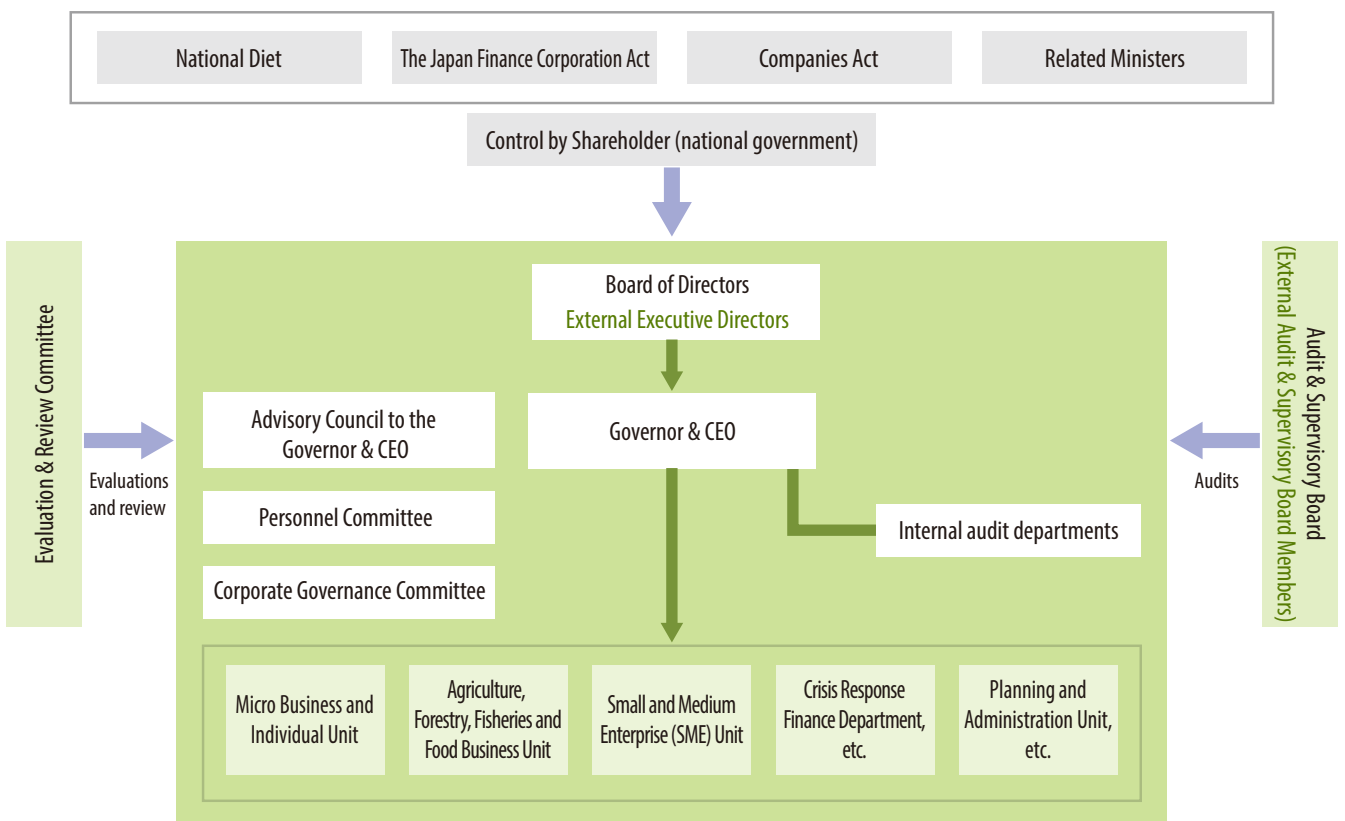 National Diet
The Japan Finance Corporation Act
Companies Act
Related Ministers
Control by Shareholder (national government)
Evaluation & Review Committee
Evaluations
and review
Board of Directors
External Executive Directors
Advisory Council to the
Governor & CEO
Governor & CEO
Personnel Committee
Internal audit departments
Corporate Governance Committee
Audits
Audit & Supervisory Board
(External Audit & Supervisory Board Members)
Micro Business and
Individual Unit
Agriculture,
Forestry, Fisheries and
Food Business Unit
Small and Medium
Enterprise (SME) Unit
Crisis Response
Finance Department,
etc.
Planning and
Administration Unit,
etc.